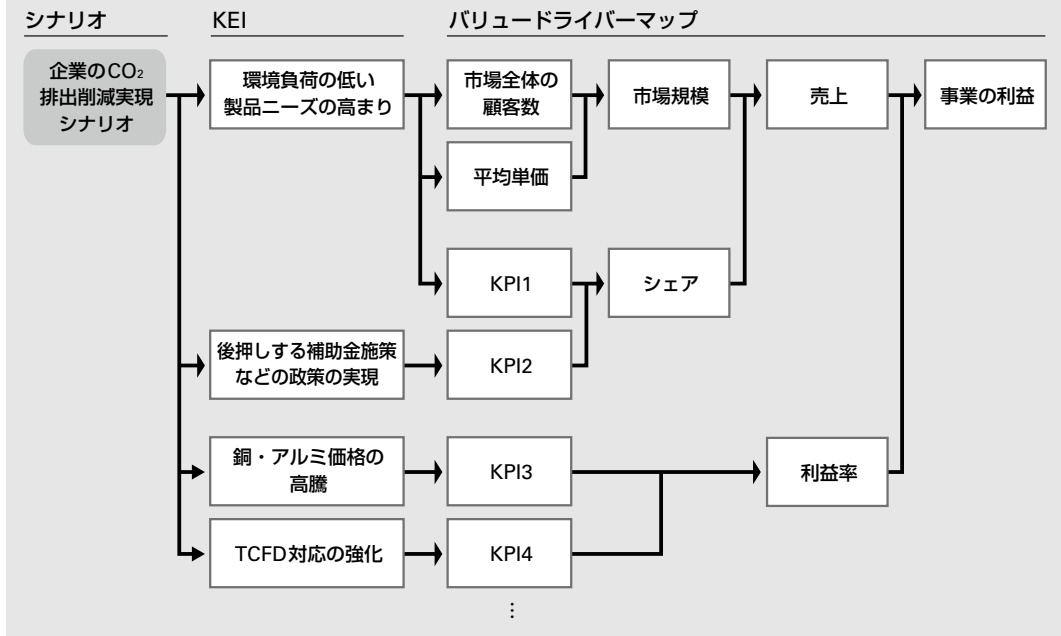 シナリオ
KEI
バリュードライバーマップ
企業のCO₂
排出削減実現
シナリオ
環境負荷の低い
製品ニーズの高まり
市場全体の
顧客数
市場規模
売上
事業の利益
平均単価
KPI1
シェア
後押しする補助金施策
などの政策の実現
KPI2
銅・アルミ価格の
高騰
KPI3
利益率
TCFD対応の強化
KPI4
⋮